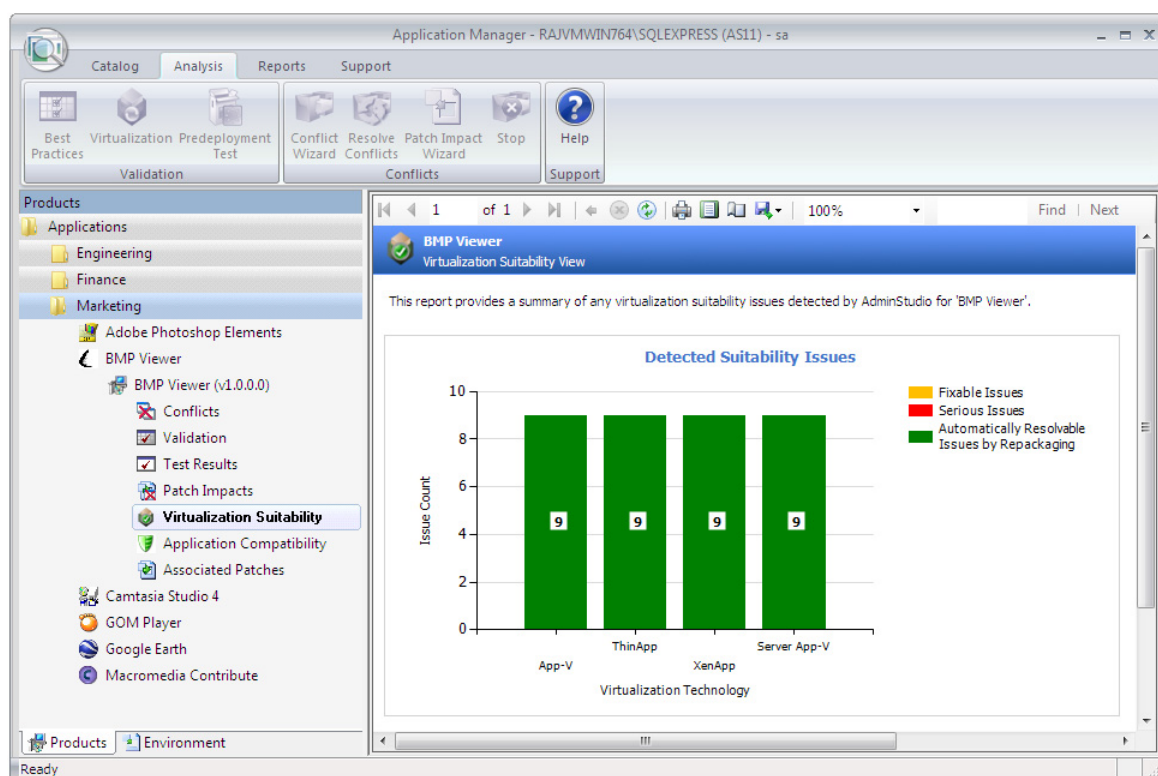 Application Manager - RAJVMWIN764\SQLEXPRESS (AS11) - sa
Catalog
Analysis
Reports
Support
Best
Practices
Virtualization
Predeployment
Test
Conflict
Wizard
Resolve
Conflicts
Patch Impact
Wizard
Stop
Help
Validation
Conflicts
Support
Products
Applications
Engineering
Finance
Marketing
Adobe Photoshop Elements
BMP Viewer
BMP Viewer (v1.0.0.0)
Conflicts
Validation
Test Results
Patch Impacts
Virtualization Suitability
Application Compatibility
Associated Patches
Camtasia Studio 4
GOM Player
Google Earth
Macromedia Contribute
Products
Environment
Ready
1 of 1
100%
Find | Next
BMP Viewer
Virtualization Suitability View
This report provides a summary of any virtualization suitability issues detected by AdminStudio for 'BMP Viewer'.
Detected Suitability Issues
Issue Count
10
8
6
4
2
0
9
9
9
9
App-V
ThinApp
XenApp
Server App-V
Virtualization Technology
Fixable Issues
Serious Issues
Automatically Resolvable
Issues by Repackaging